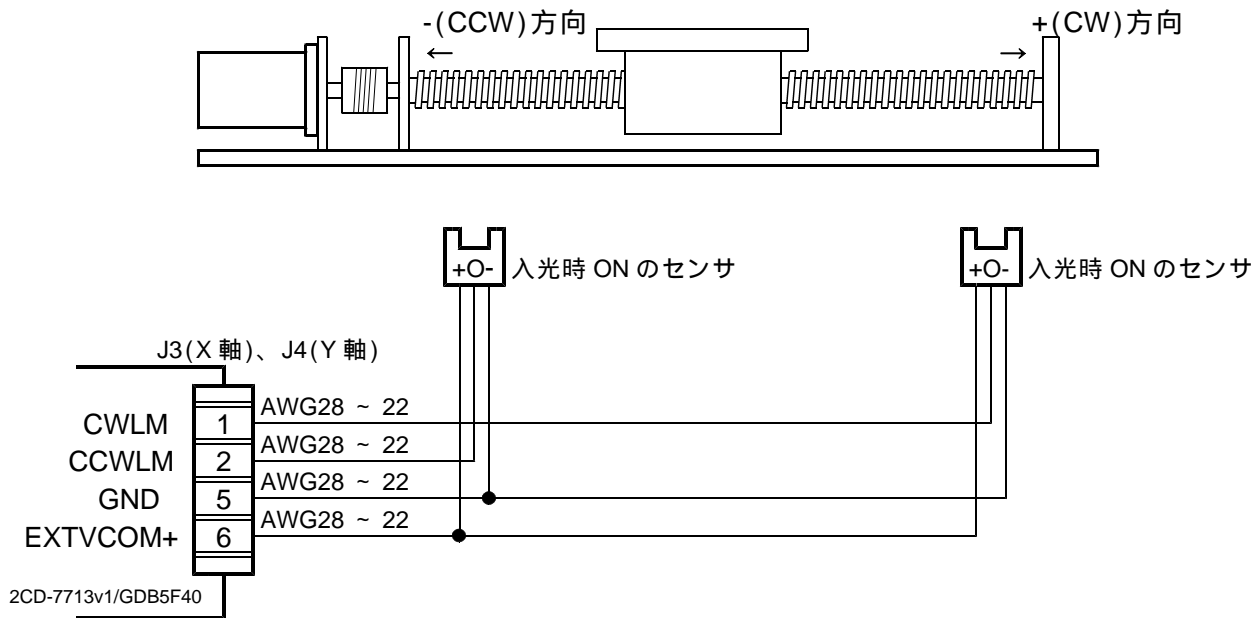 -(CCW)方向
←
+(CW)方向
→
+O- 入光時 ON のセンサ
+O- 入光時 ON のセンサ
J3(X 軸)、J4(Y 軸)
CWLM 1 AWG28 ~ 22
CCWLM 2 AWG28 ~ 22
GND 5 AWG28 ~ 22
EXTVCOM+ 6 AWG28 ~ 22
2CD-7713v1/GDB5F40